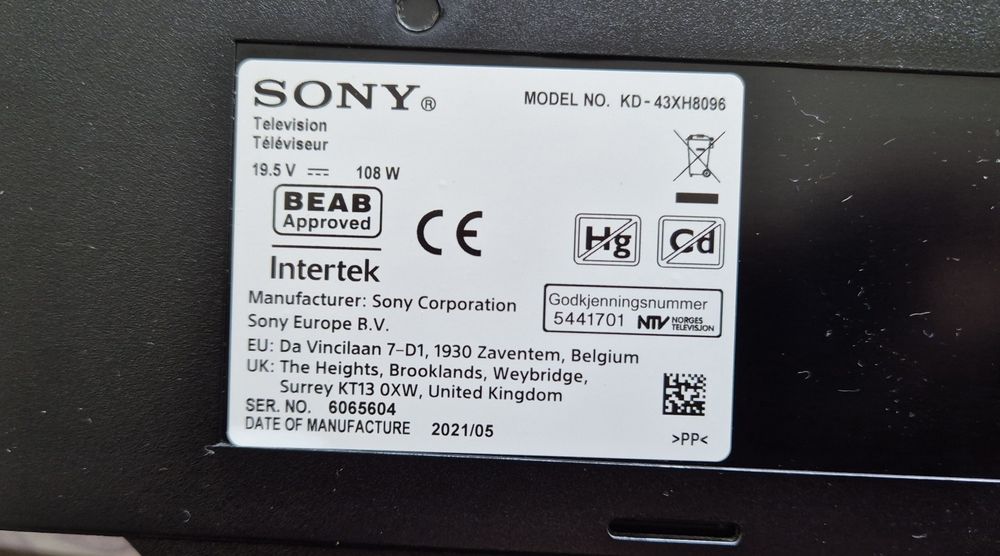 SONY®
MODEL NO. KD-43XH8096
Television
Téléviseur
19.5 V 108 W
BEAB
Approved
CE
Hg Cd
Intertek
Manufacturer: Sony Corporation
Sony Europe B.V.
Godkjenningsnummer
5441701 NTV NORGES
TELEVISJON
EU: Da Vincilaan 7-D1, 1930 Zaventem, Belgium
UK: The Heights, Brooklands, Weybridge,
Surrey KT13 0XW, United Kingdom
SER. NO. 6065604
DATE OF MANUFACTURE 2021/05
>PP<